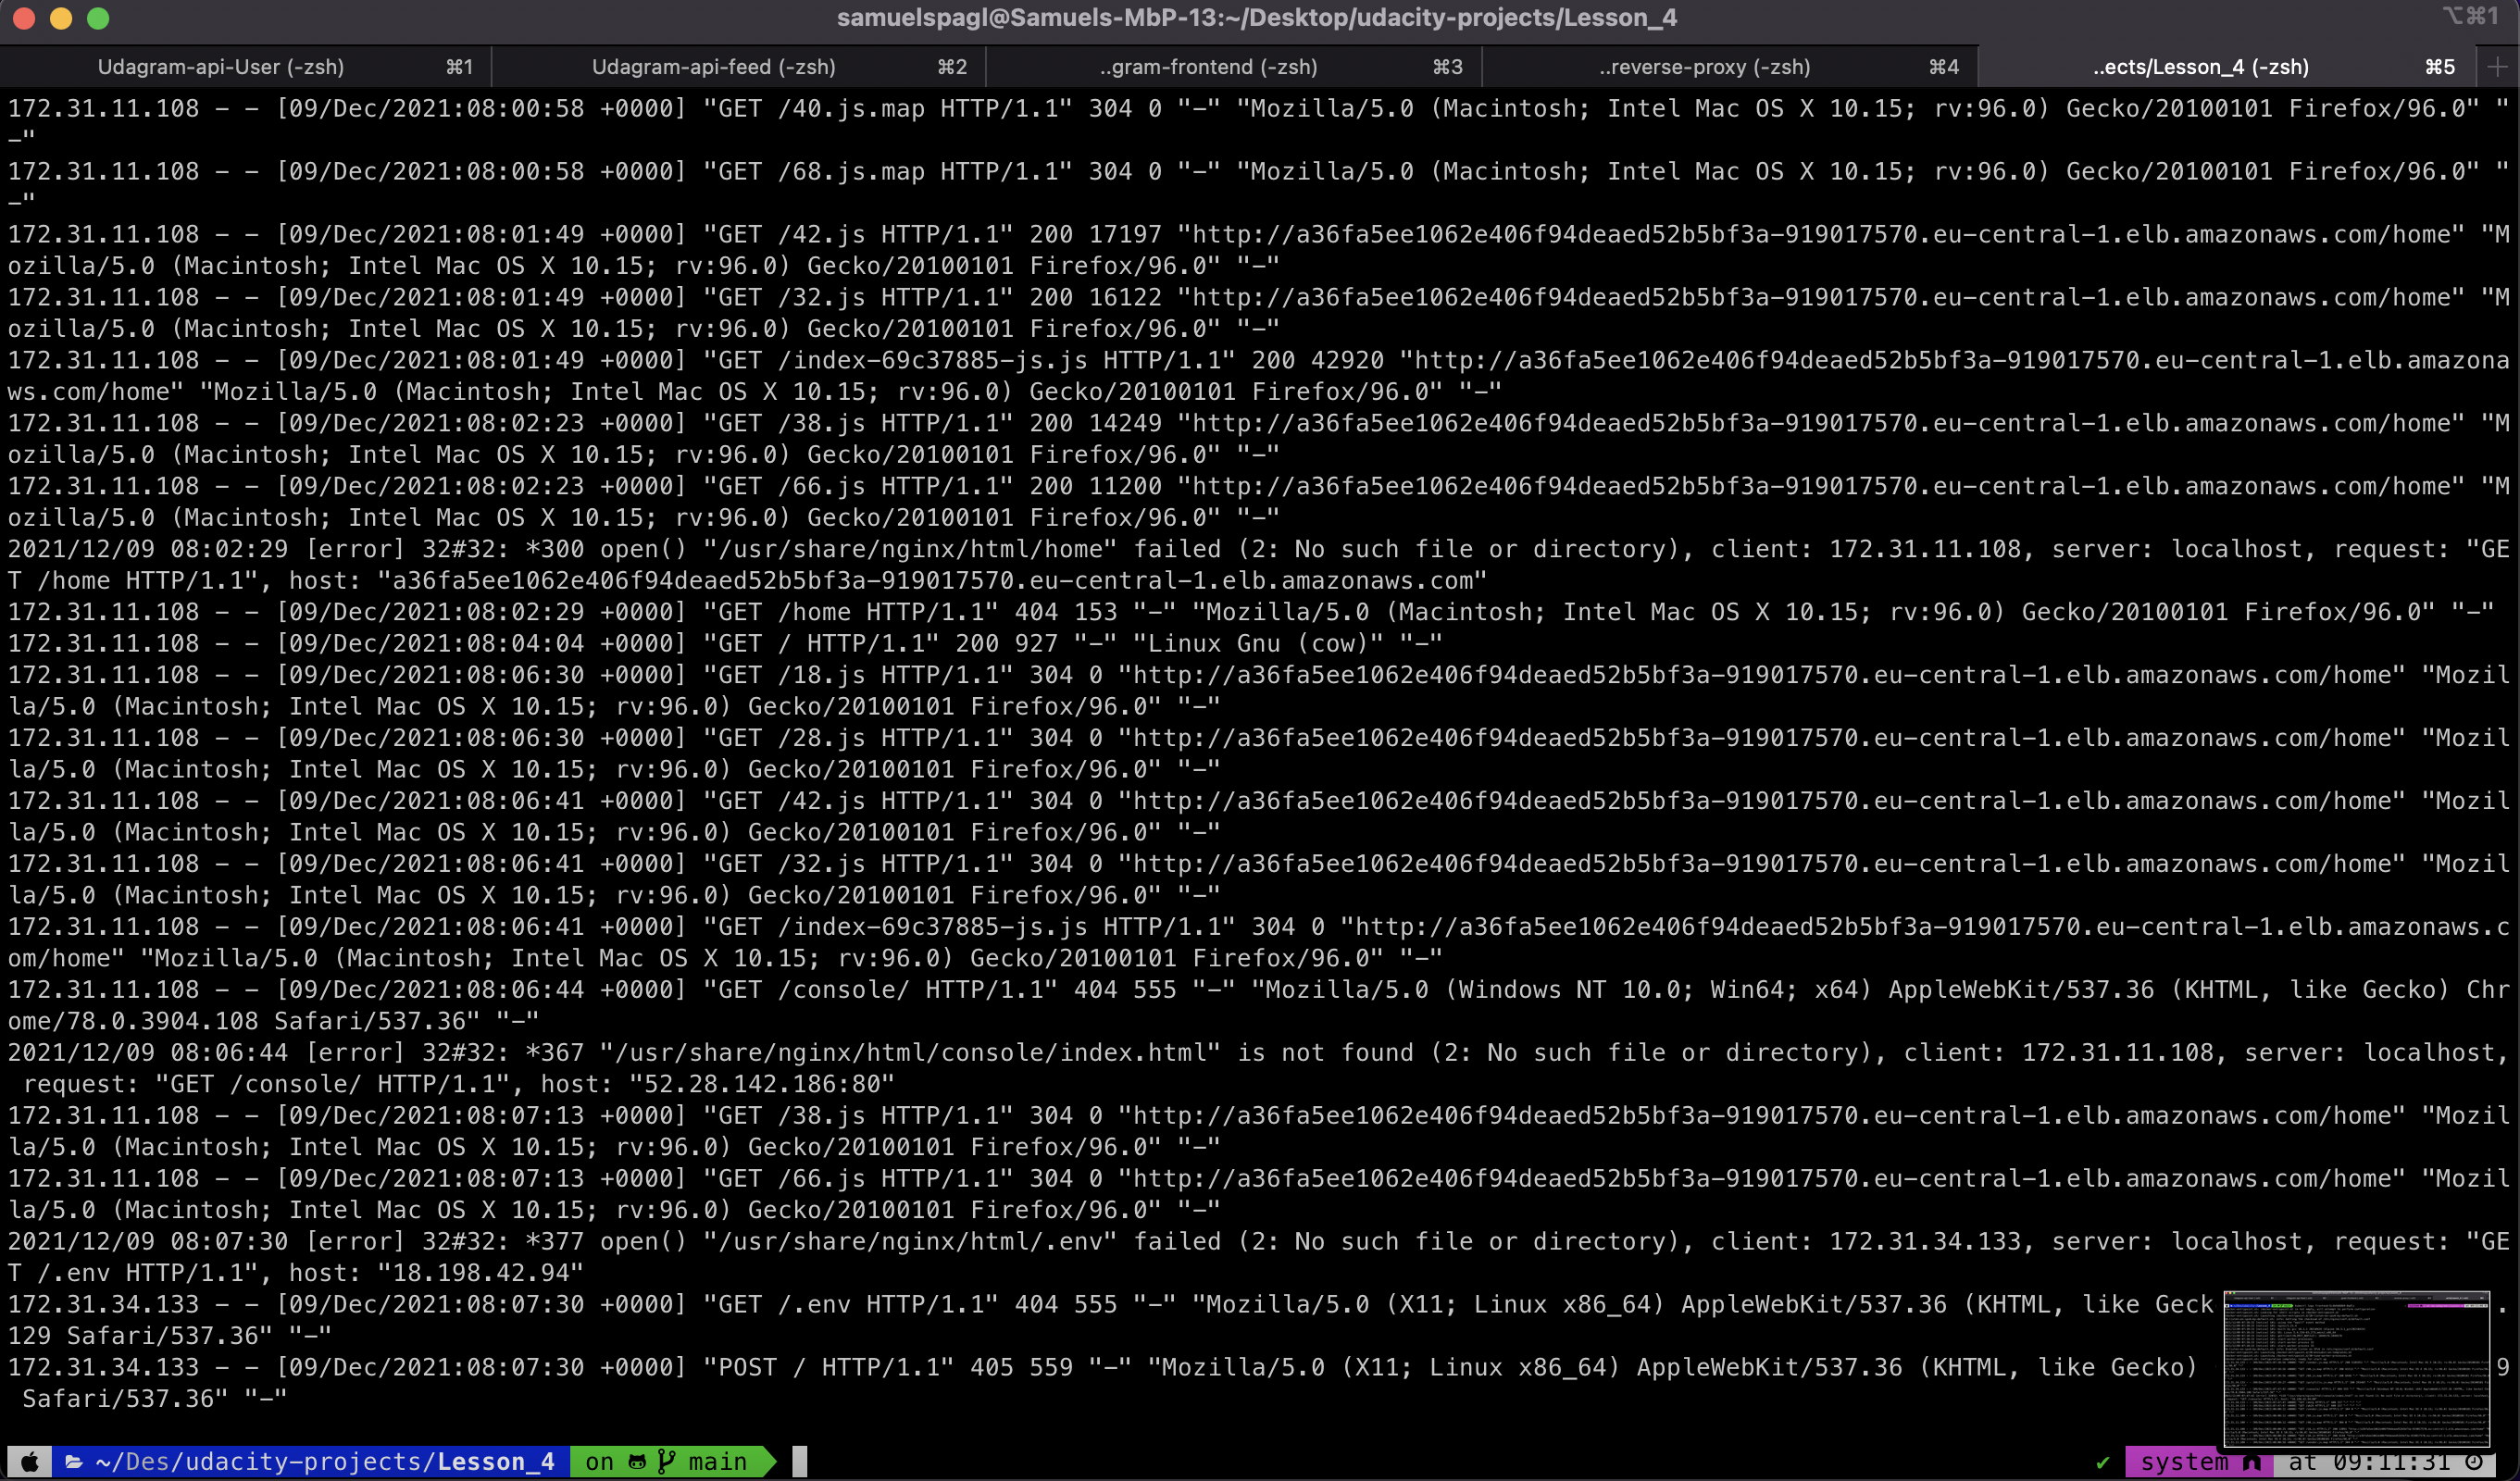 samuelspagl@Samuels-MbP-13:~/Desktop/udacity-projects/Lesson_4 ⌥⌘1
Udagram-api-User (-zsh) ⌘1 Udagram-api-feed (-zsh) ⌘2 ..gram-frontend (-zsh) ⌘3 ..reverse-proxy (-zsh) ⌘4 ..ects/Lesson_4 (-zsh) ⌘5 +
172.31.11.108 - - [09/Dec/2021:08:00:58 +0000] "GET /40.js.map HTTP/1.1" 304 0 "-" "Mozilla/5.0 (Macintosh; Intel Mac OS X 10.15; rv:96.0) Gecko/20100101 Firefox/96.0" "
-"
172.31.11.108 - - [09/Dec/2021:08:00:58 +0000] "GET /68.js.map HTTP/1.1" 304 0 "-" "Mozilla/5.0 (Macintosh; Intel Mac OS X 10.15; rv:96.0) Gecko/20100101 Firefox/96.0" "
-"
172.31.11.108 - - [09/Dec/2021:08:01:49 +0000] "GET /42.js HTTP/1.1" 200 17197 "http://a36fa5ee1062e406f94deaed52b5bf3a-919017570.eu-central-1.elb.amazonaws.com/home" "M
ozilla/5.0 (Macintosh; Intel Mac OS X 10.15; rv:96.0) Gecko/20100101 Firefox/96.0" "-"
172.31.11.108 - - [09/Dec/2021:08:01:49 +0000] "GET /32.js HTTP/1.1" 200 16122 "http://a36fa5ee1062e406f94deaed52b5bf3a-919017570.eu-central-1.elb.amazonaws.com/home" "M
ozilla/5.0 (Macintosh; Intel Mac OS X 10.15; rv:96.0) Gecko/20100101 Firefox/96.0" "-"
172.31.11.108 - - [09/Dec/2021:08:01:49 +0000] "GET /index-69c37885-js.js HTTP/1.1" 200 42920 "http://a36fa5ee1062e406f94deaed52b5bf3a-919017570.eu-central-1.elb.amazona
ws.com/home" "Mozilla/5.0 (Macintosh; Intel Mac OS X 10.15; rv:96.0) Gecko/20100101 Firefox/96.0" "-"
172.31.11.108 - - [09/Dec/2021:08:02:23 +0000] "GET /38.js HTTP/1.1" 200 14249 "http://a36fa5ee1062e406f94deaed52b5bf3a-919017570.eu-central-1.elb.amazonaws.com/home" "M
ozilla/5.0 (Macintosh; Intel Mac OS X 10.15; rv:96.0) Gecko/20100101 Firefox/96.0" "-"
172.31.11.108 - - [09/Dec/2021:08:02:23 +0000] "GET /66.js HTTP/1.1" 200 11200 "http://a36fa5ee1062e406f94deaed52b5bf3a-919017570.eu-central-1.elb.amazonaws.com/home" "M
ozilla/5.0 (Macintosh; Intel Mac OS X 10.15; rv:96.0) Gecko/20100101 Firefox/96.0" "-"
2021/12/09 08:02:29 [error] 32#32: *300 open() "/usr/share/nginx/html/home" failed (2: No such file or directory), client: 172.31.11.108, server: localhost, request: "GE
T /home HTTP/1.1", host: "a36fa5ee1062e406f94deaed52b5bf3a-919017570.eu-central-1.elb.amazonaws.com"
172.31.11.108 - - [09/Dec/2021:08:02:29 +0000] "GET /home HTTP/1.1" 404 153 "-" "Mozilla/5.0 (Macintosh; Intel Mac OS X 10.15; rv:96.0) Gecko/20100101 Firefox/96.0" "-"
172.31.11.108 - - [09/Dec/2021:08:04:04 +0000] "GET / HTTP/1.1" 200 927 "-" "Linux Gnu (cow)" "-"
172.31.11.108 - - [09/Dec/2021:08:06:30 +0000] "GET /18.js HTTP/1.1" 304 0 "http://a36fa5ee1062e406f94deaed52b5bf3a-919017570.eu-central-1.elb.amazonaws.com/home" "Mozil
la/5.0 (Macintosh; Intel Mac OS X 10.15; rv:96.0) Gecko/20100101 Firefox/96.0" "-"
172.31.11.108 - - [09/Dec/2021:08:06:30 +0000] "GET /28.js HTTP/1.1" 304 0 "http://a36fa5ee1062e406f94deaed52b5bf3a-919017570.eu-central-1.elb.amazonaws.com/home" "Mozil
la/5.0 (Macintosh; Intel Mac OS X 10.15; rv:96.0) Gecko/20100101 Firefox/96.0" "-"
172.31.11.108 - - [09/Dec/2021:08:06:41 +0000] "GET /42.js HTTP/1.1" 304 0 "http://a36fa5ee1062e406f94deaed52b5bf3a-919017570.eu-central-1.elb.amazonaws.com/home" "Mozil
la/5.0 (Macintosh; Intel Mac OS X 10.15; rv:96.0) Gecko/20100101 Firefox/96.0" "-"
172.31.11.108 - - [09/Dec/2021:08:06:41 +0000] "GET /32.js HTTP/1.1" 304 0 "http://a36fa5ee1062e406f94deaed52b5bf3a-919017570.eu-central-1.elb.amazonaws.com/home" "Mozil
la/5.0 (Macintosh; Intel Mac OS X 10.15; rv:96.0) Gecko/20100101 Firefox/96.0" "-"
172.31.11.108 - - [09/Dec/2021:08:06:41 +0000] "GET /index-69c37885-js.js HTTP/1.1" 304 0 "http://a36fa5ee1062e406f94deaed52b5bf3a-919017570.eu-central-1.elb.amazonaws.c
om/home" "Mozilla/5.0 (Macintosh; Intel Mac OS X 10.15; rv:96.0) Gecko/20100101 Firefox/96.0" "-"
172.31.11.108 - - [09/Dec/2021:08:06:44 +0000] "GET /console/ HTTP/1.1" 404 555 "-" "Mozilla/5.0 (Windows NT 10.0; Win64; x64) AppleWebKit/537.36 (KHTML, like Gecko) Chr
ome/78.0.3904.108 Safari/537.36" "-"
2021/12/09 08:06:44 [error] 32#32: *367 "/usr/share/nginx/html/console/index.html" is not found (2: No such file or directory), client: 172.31.11.108, server: localhost,
 request: "GET /console/ HTTP/1.1", host: "52.28.142.186:80"
172.31.11.108 - - [09/Dec/2021:08:07:13 +0000] "GET /38.js HTTP/1.1" 304 0 "http://a36fa5ee1062e406f94deaed52b5bf3a-919017570.eu-central-1.elb.amazonaws.com/home" "Mozil
la/5.0 (Macintosh; Intel Mac OS X 10.15; rv:96.0) Gecko/20100101 Firefox/96.0" "-"
172.31.11.108 - - [09/Dec/2021:08:07:13 +0000] "GET /66.js HTTP/1.1" 304 0 "http://a36fa5ee1062e406f94deaed52b5bf3a-919017570.eu-central-1.elb.amazonaws.com/home" "Mozil
la/5.0 (Macintosh; Intel Mac OS X 10.15; rv:96.0) Gecko/20100101 Firefox/96.0" "-"
2021/12/09 08:07:30 [error] 32#32: *377 open() "/usr/share/nginx/html/.env" failed (2: No such file or directory), client: 172.31.34.133, server: localhost, request: "GE
T /.env HTTP/1.1", host: "18.198.42.94"
172.31.34.133 - - [09/Dec/2021:08:07:30 +0000] "GET /.env HTTP/1.1" 404 555 "-" "Mozilla/5.0 (X11; Linux x86_64) AppleWebKit/537.36 (KHTML, like Geck .
129 Safari/537.36" "-"
172.31.34.133 - - [09/Dec/2021:08:07:30 +0000] "POST / HTTP/1.1" 405 559 "-" "Mozilla/5.0 (X11; Linux x86_64) AppleWebKit/537.36 (KHTML, like Gecko) 9
 Safari/537.36" "-"
~/Des/udacity-projects/Lesson_4 on main ✔ system at 09:11:31